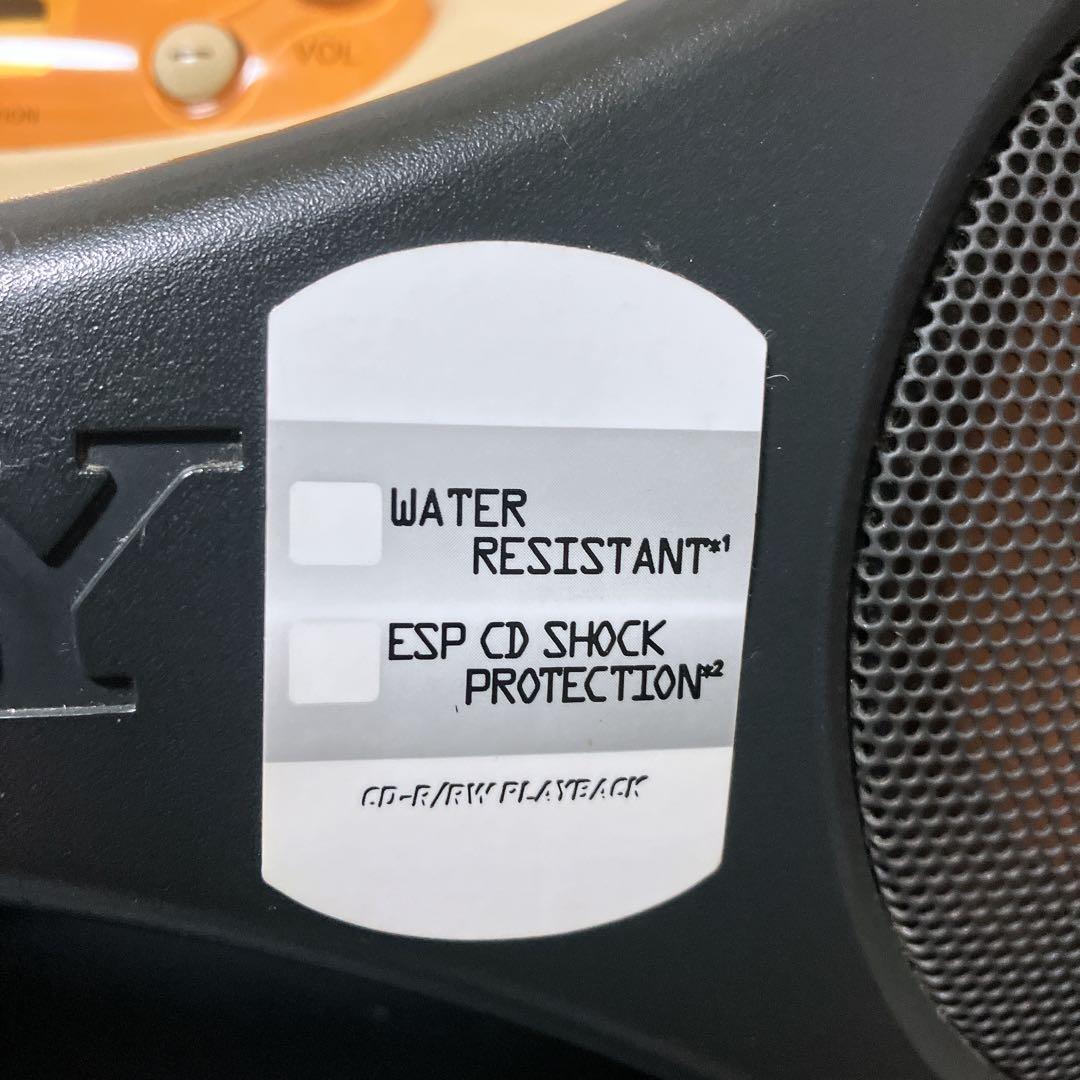 VOL
Y
WATER
RESISTANT*1
ESP CD SHOCK
PROTECTION*2
CD-R/RW PLAYBACK